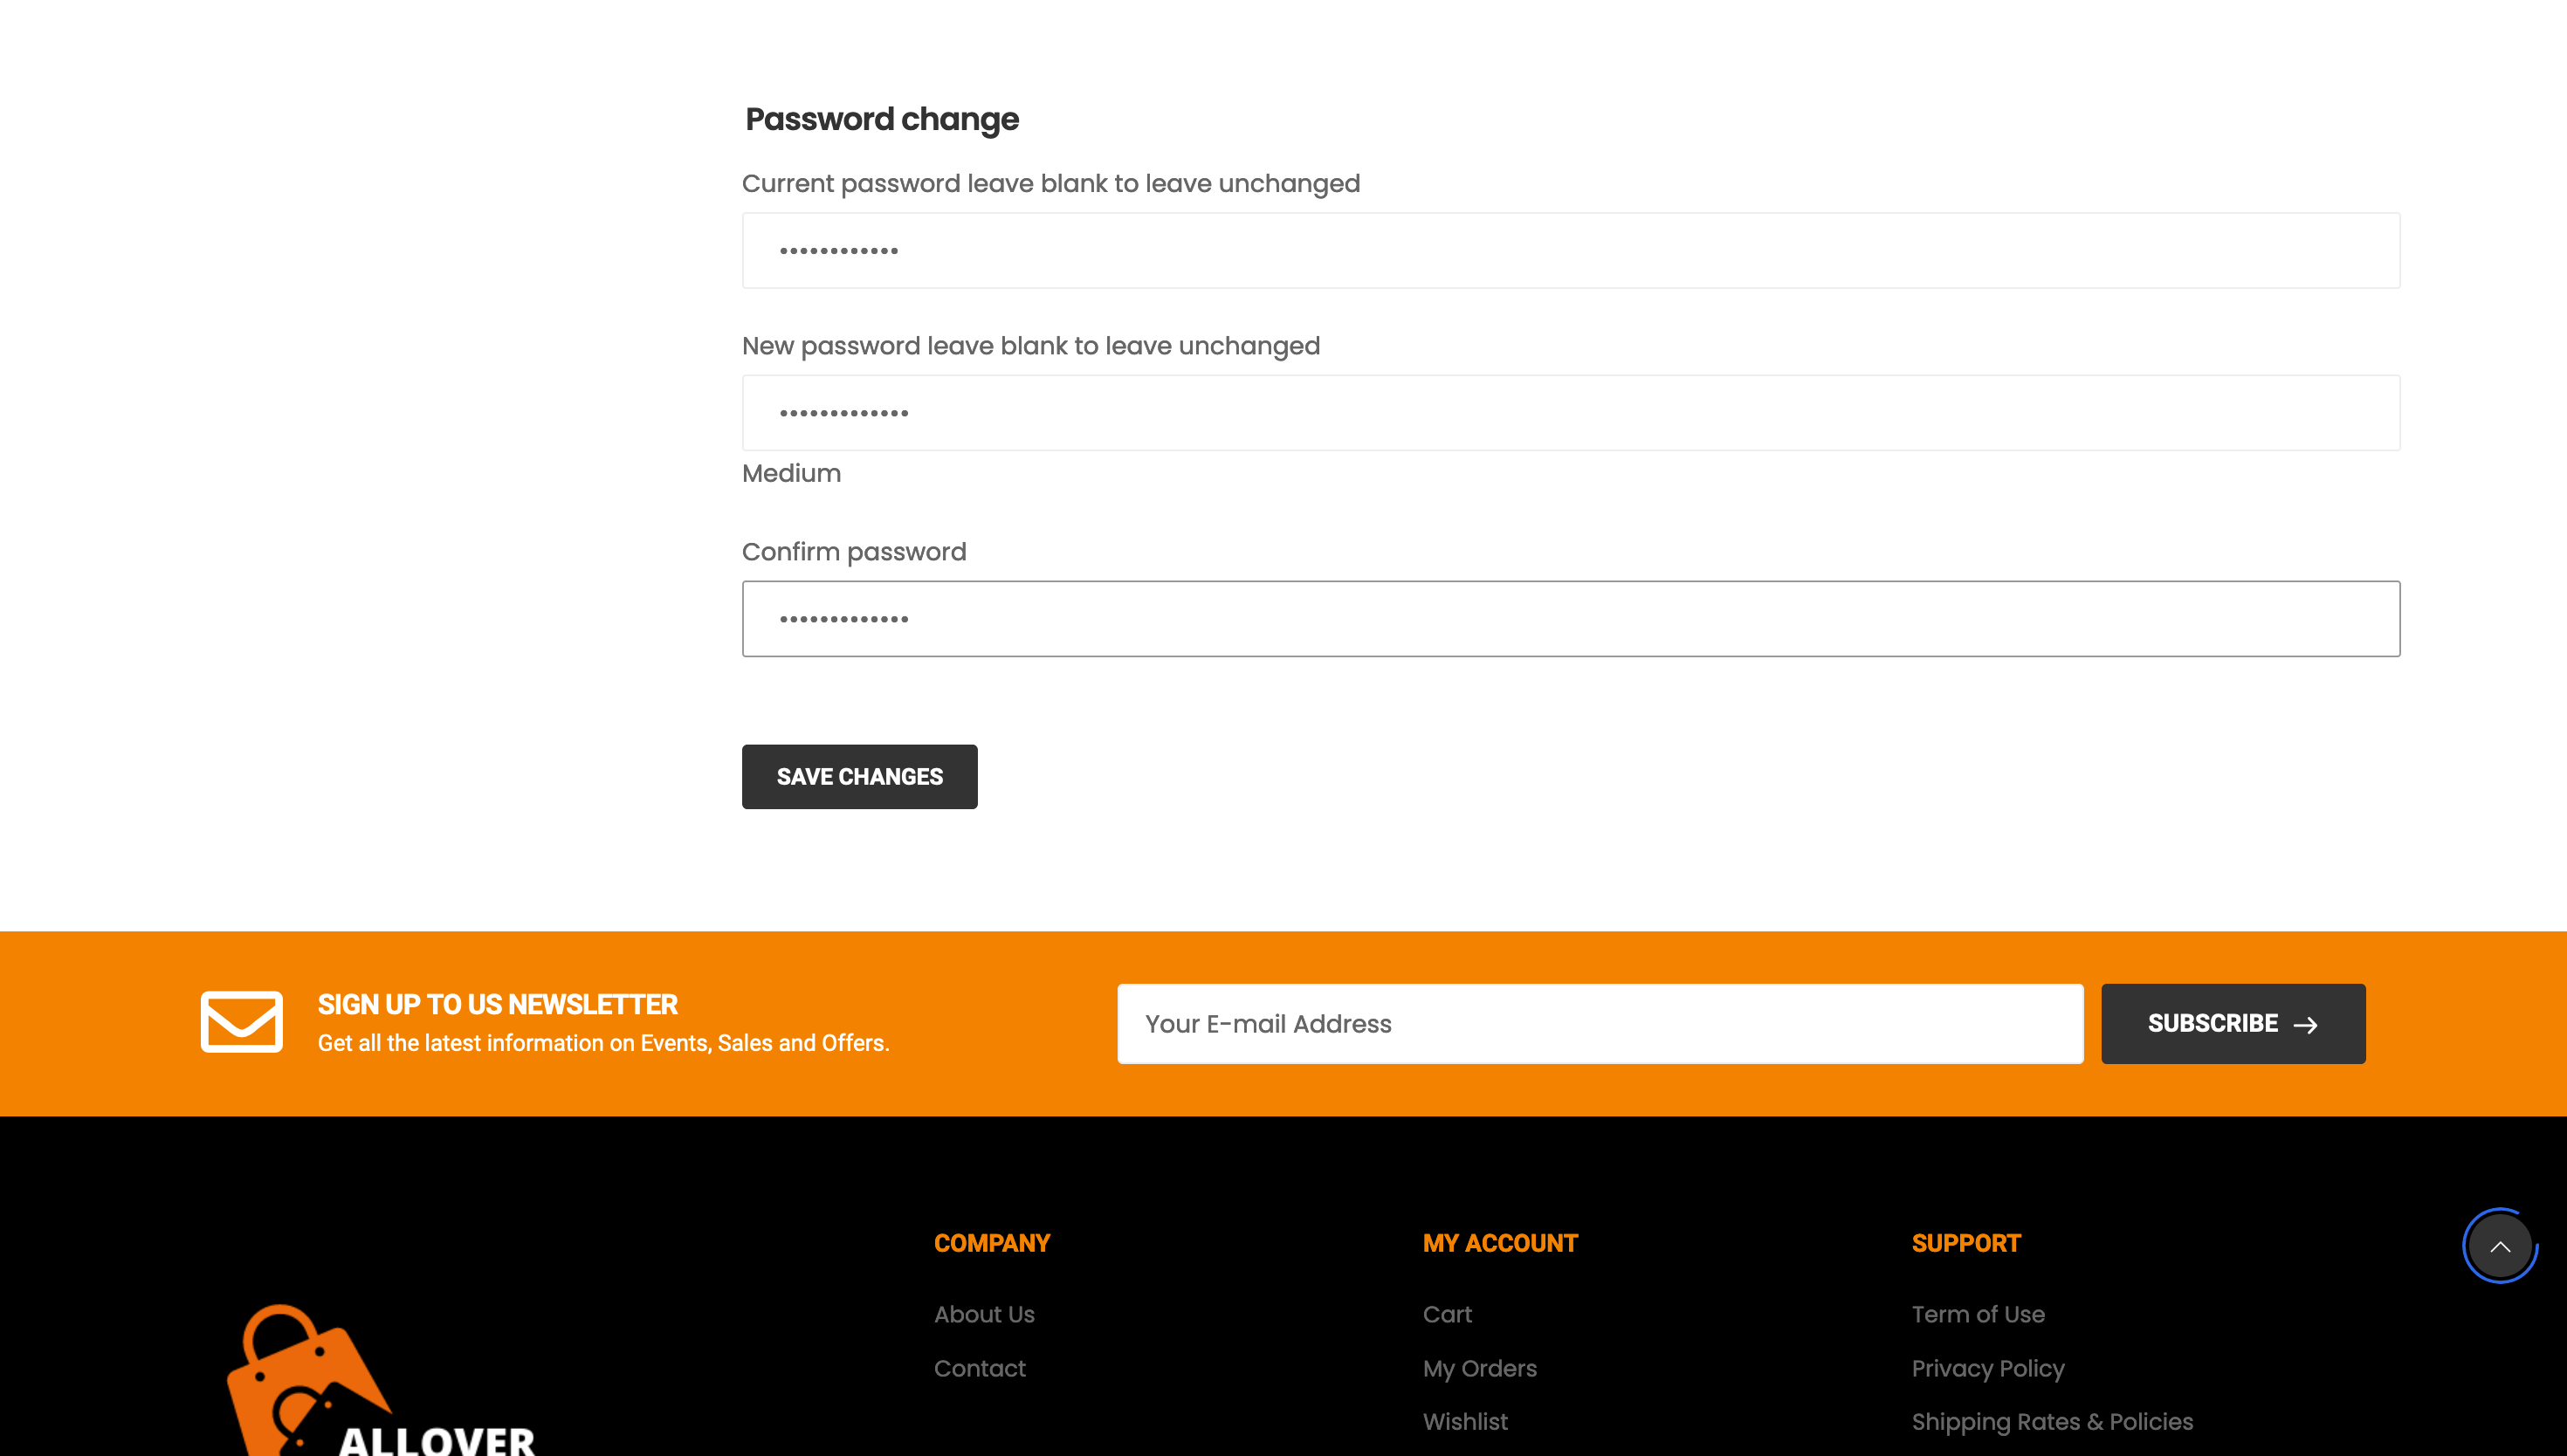 Password change
Current password leave blank to leave unchanged
••••••••••••
New password leave blank to leave unchanged
•••••••••••••
Medium
Confirm password
•••••••••••••
SAVE CHANGES
SIGN UP TO US NEWSLETTER
Get all the latest information on Events, Sales and Offers.
Your E-mail Address
SUBSCRIBE →
COMPANY
About Us
Contact
MY ACCOUNT
Cart
My Orders
Wishlist
SUPPORT
Term of Use
Privacy Policy
Shipping Rates & Policies
ALLOVER